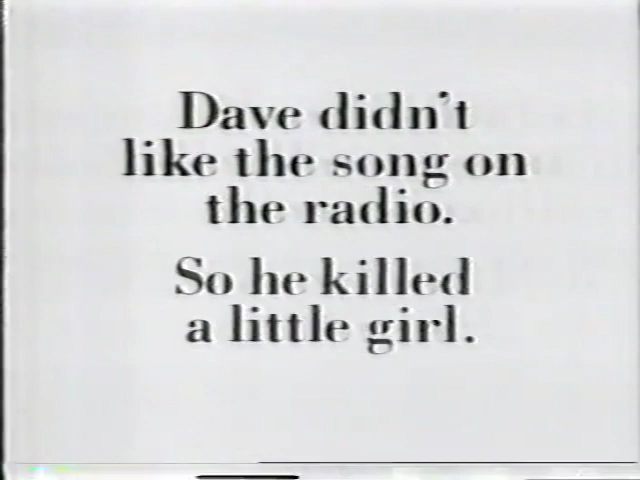 Dave didn't
like the song on
the radio.
So he killed
a little girl.